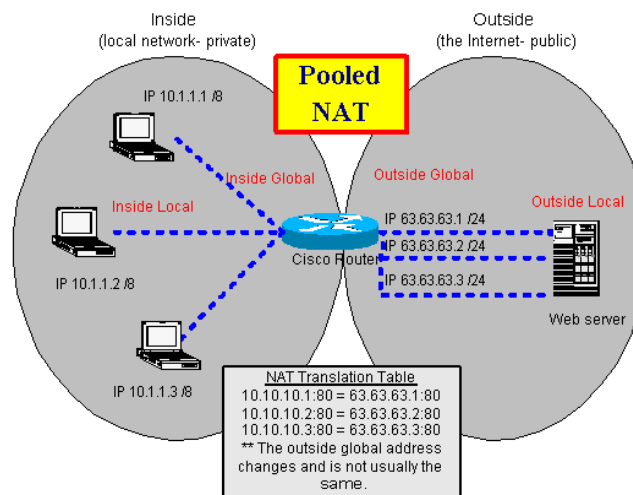 Inside
(local network- private)
Outside
(the Internet- public)
Pooled
NAT
IP 10.1.1.1 /8
Inside Global
Outside Global
Inside Local
Outside Local
IP 63.63.63.1 /24
IP 63.63.63.2 /24
Cisco Router
IP 10.1.1.2 /8
IP 63.63.63.3 /24
Web server
IP 10.1.1.3 /8
NAT Translation Table
10.10.10.1:80 = 63.63.63.1:80
10.10.10.2:80 = 63.63.63.2:80
10.10.10.3:80 = 63.63.63.3:80
** The outside global address
changes and is not usually the
same.